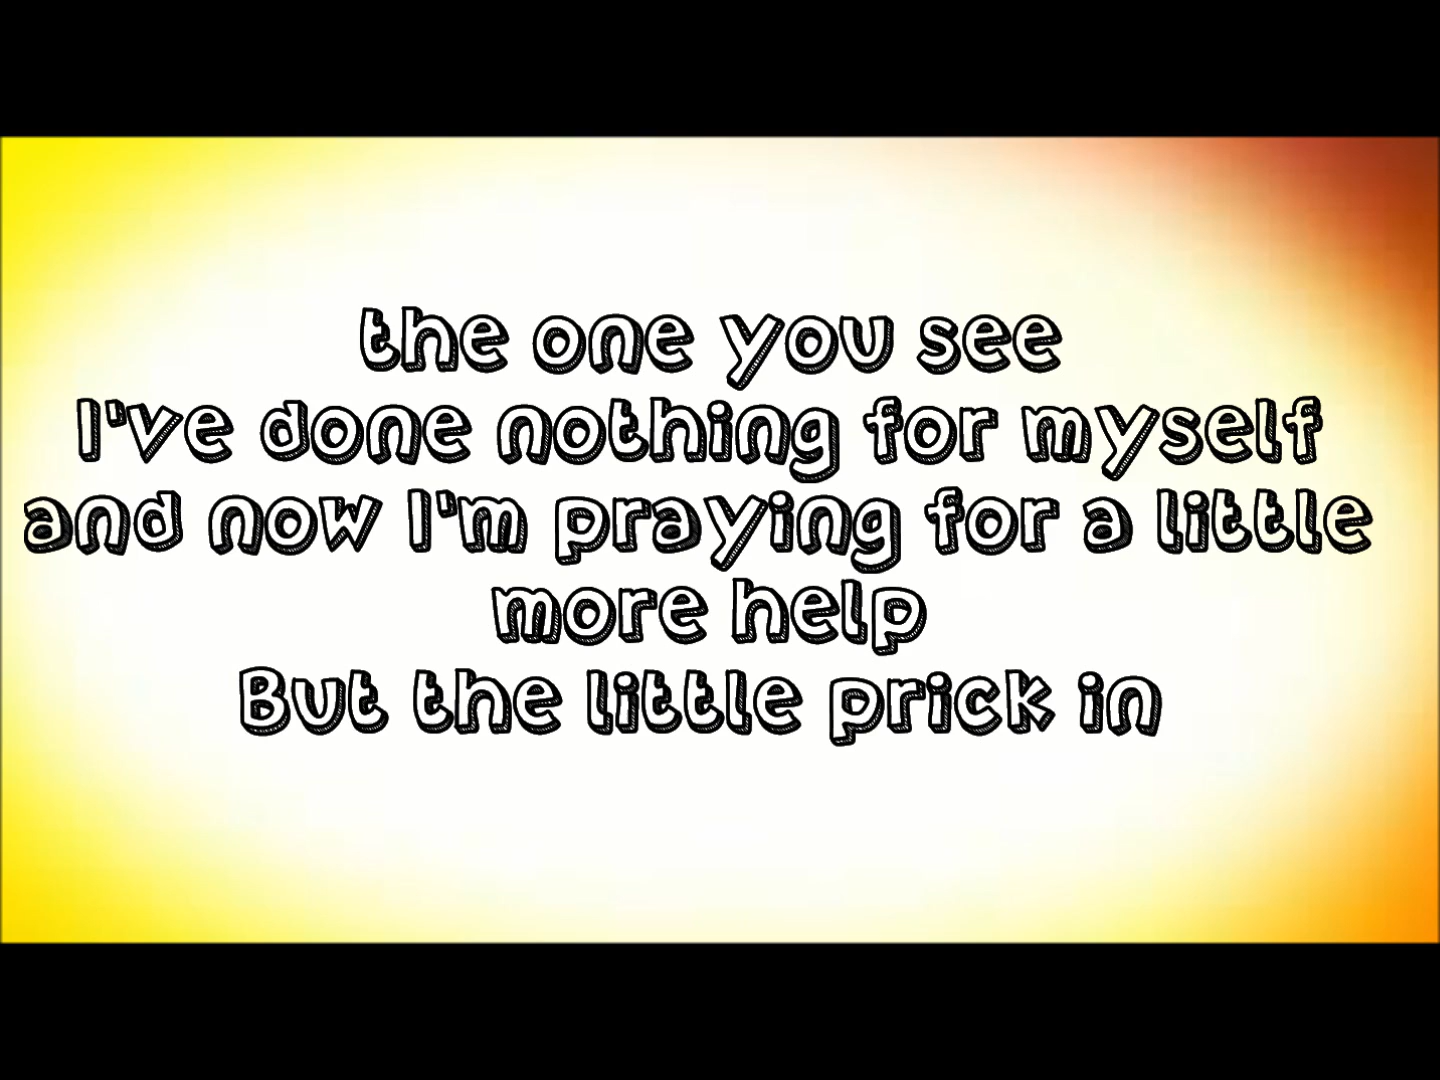 the one you see
I've done nothing for myself
and now I'm praying for a little
more help
But the little prick in